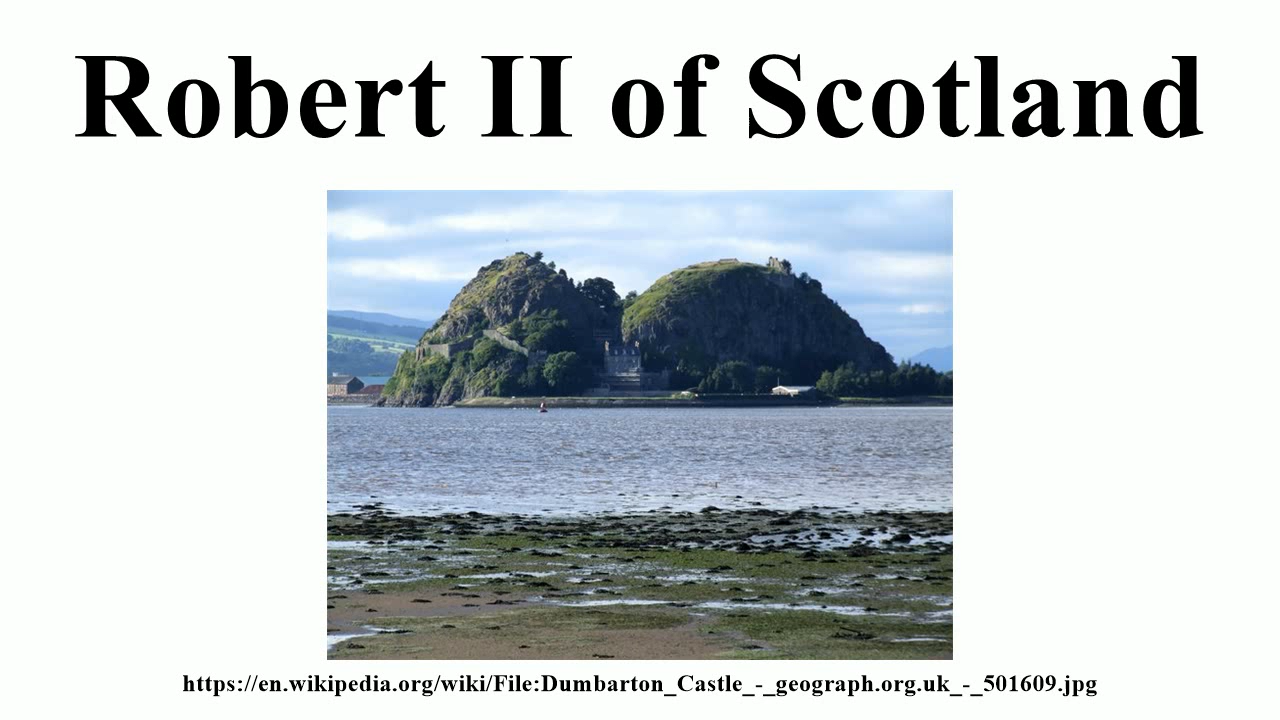 Robert II of Scotland
https://en.wikipedia.org/wiki/File:Dumbarton_Castle_-_geograph.org.uk_-_501609.jpg